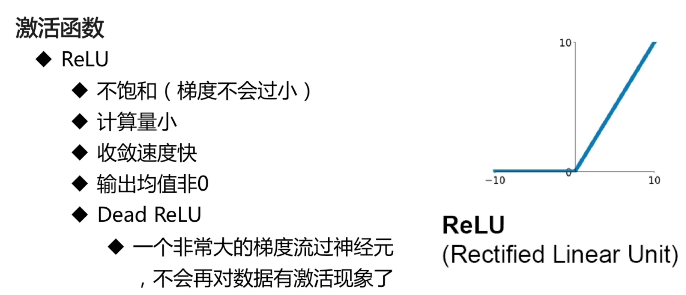 激活函数
◆ ReLU
◆ 不饱和（梯度不会过小）
◆ 计算量小
◆ 收敛速度快
◆ 输出均值非0
◆ Dead ReLU
◆ 一个非常大的梯度流过神经元
，不会再对数据有激活现象了
10
0
−10
10
ReLU
(Rectified Linear Unit)